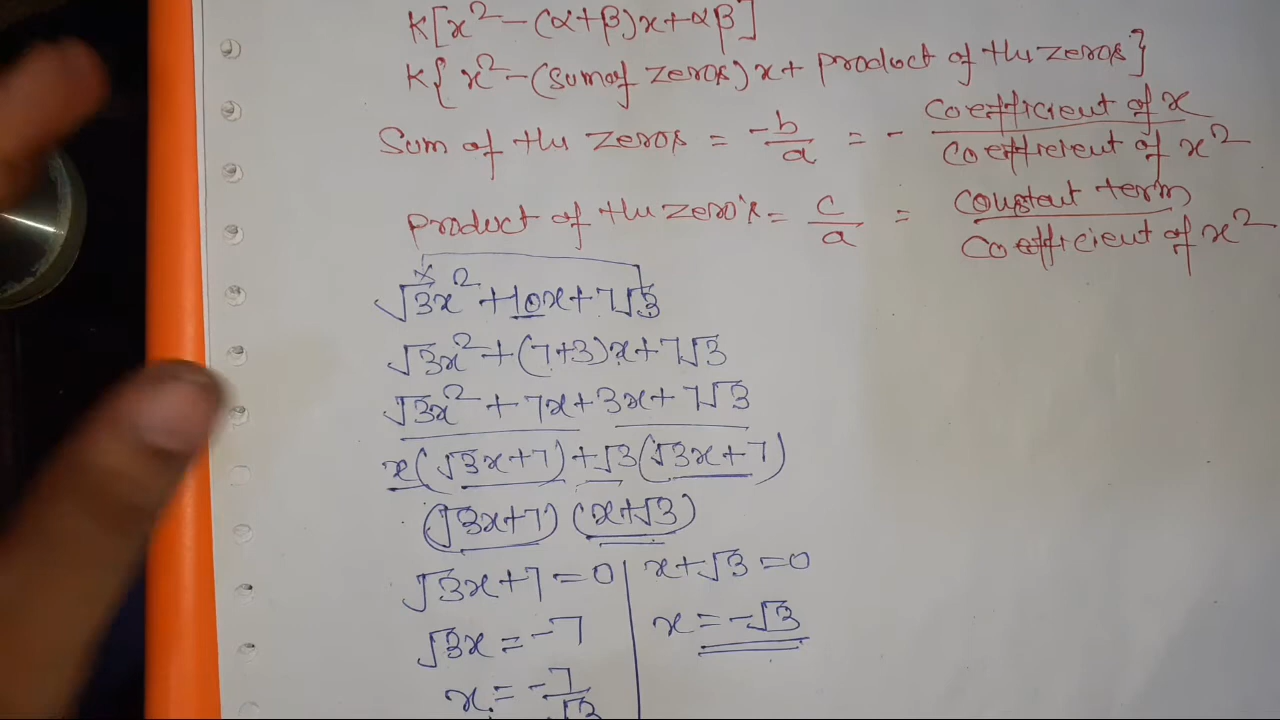 K[x²-(α+β)x+αβ]
K{x²-(sum of zeros)x+ product of the zeros}
Sum of the zeros = -b/a = - coefficient of x / coefficient of x²
product of the zero's = c/a = constant term / coefficient of x²
√3x²+10x+7√3
√3x²+(7+3)x+7√3
√3x²+7x+3x+7√3
x(√3x+7)+√3(√3x+7)
(√3x+7)(x+√3)
√3x+7=0 | x+√3=0
√3x=-7 | x=-√3
x=-7/√3